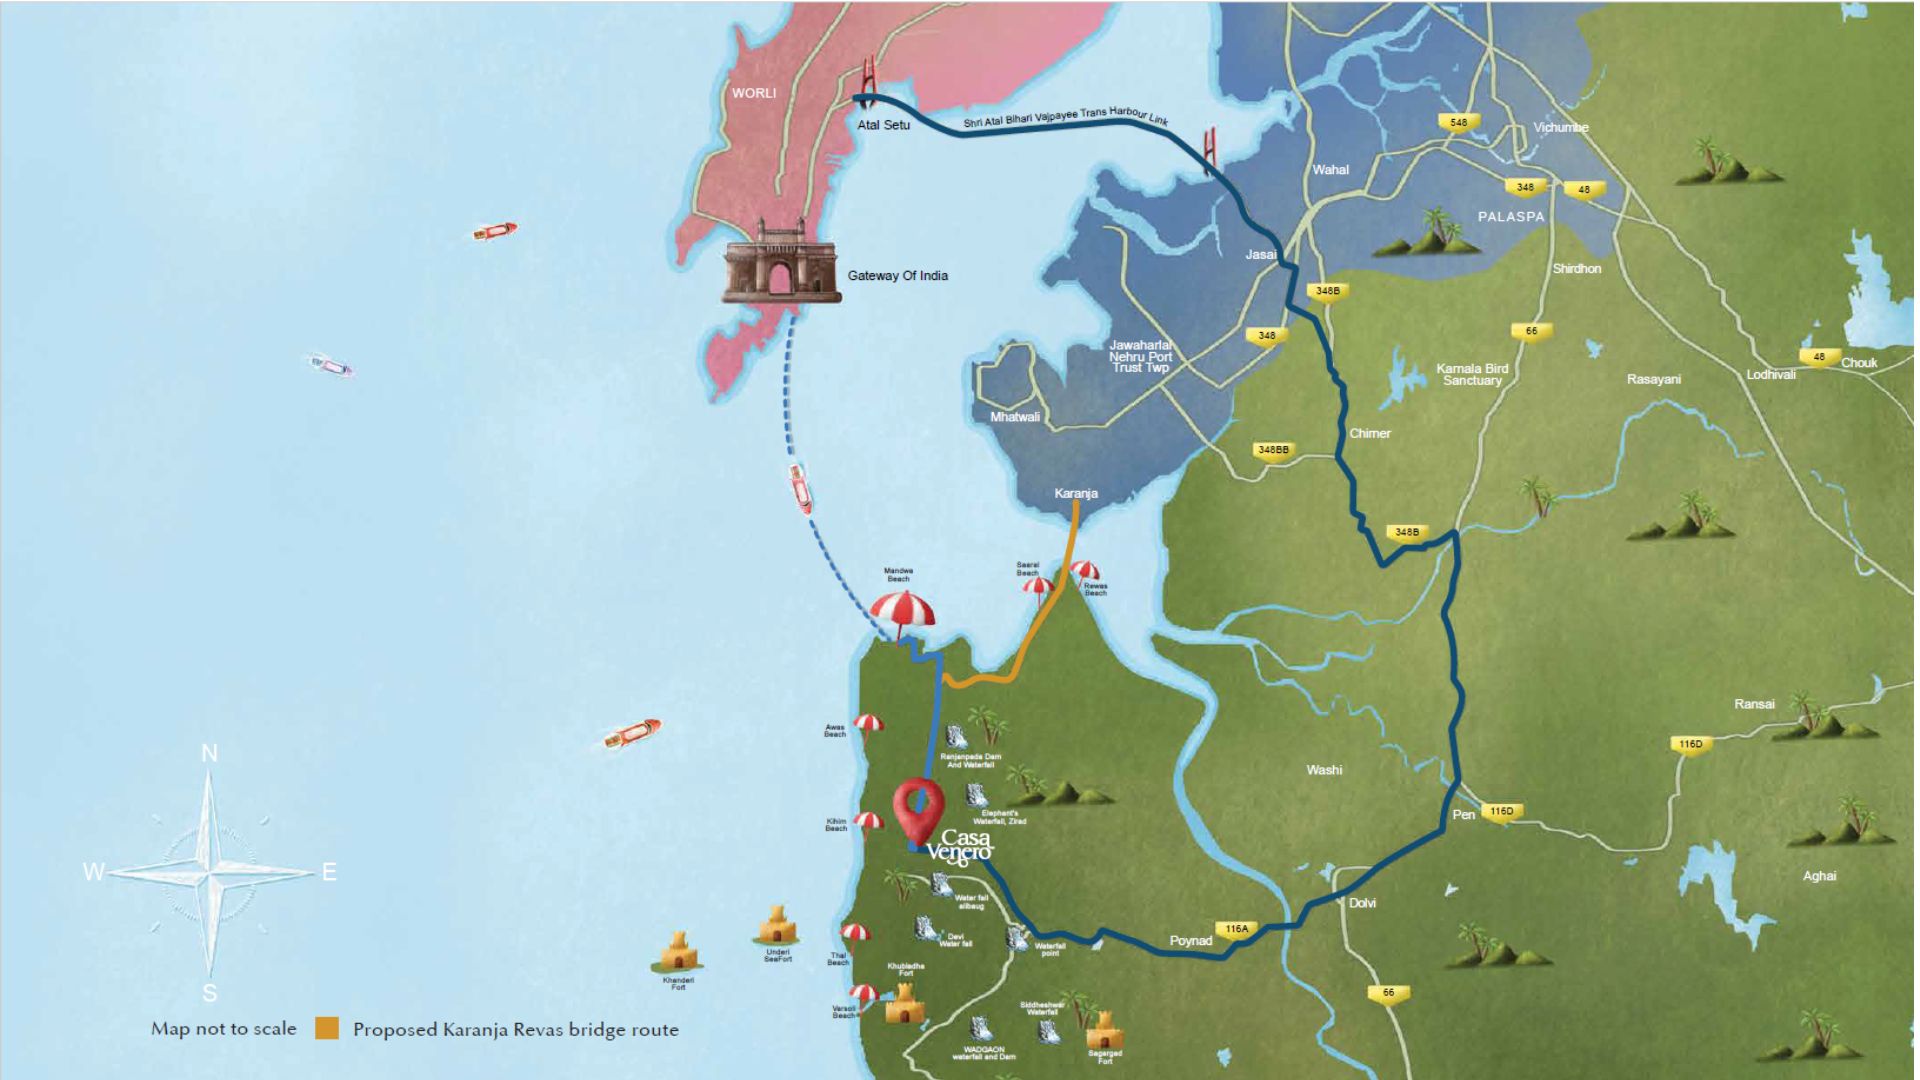 WORLI
Atal Setu
Shri Atal Bihari Vajpayee Trans Harbour Link
548
Vichumbe
Wahal
348
48
PALASPA
Jasai
Shirdhon
Gateway Of India
348B
348
66
Jawaharlal
Nehru Port
Trust Twp
Karnala Bird
Sanctuary
Rasayani
Lodhivali
48
Chouk
Mhatwali
Chirner
348BB
Karanja
348B
Mandwa
Beach
Saaral
Beach
Rewas
Beach
Ransai
116D
Awas
Beach
Ranjanpada Dam
And Waterfall
Washi
Kihim
Beach
Elephant's
Waterfall, Zirad
Pen
116D
Casa
Venero
Aghai
Water fall
alibaug
Dolvi
Devi
Water fall
Waterfall
point
Poynad
116A
Underi
SeaFort
Thal
Beach
Khubladha
Fort
Khanderi
Fort
66
Varsoli
Beach
Siddheshwar
Waterfall
WADGAON
waterfall and Dam
Sagargad
Fort
N
W
E
S
Map not to scale
Proposed Karanja Revas bridge route